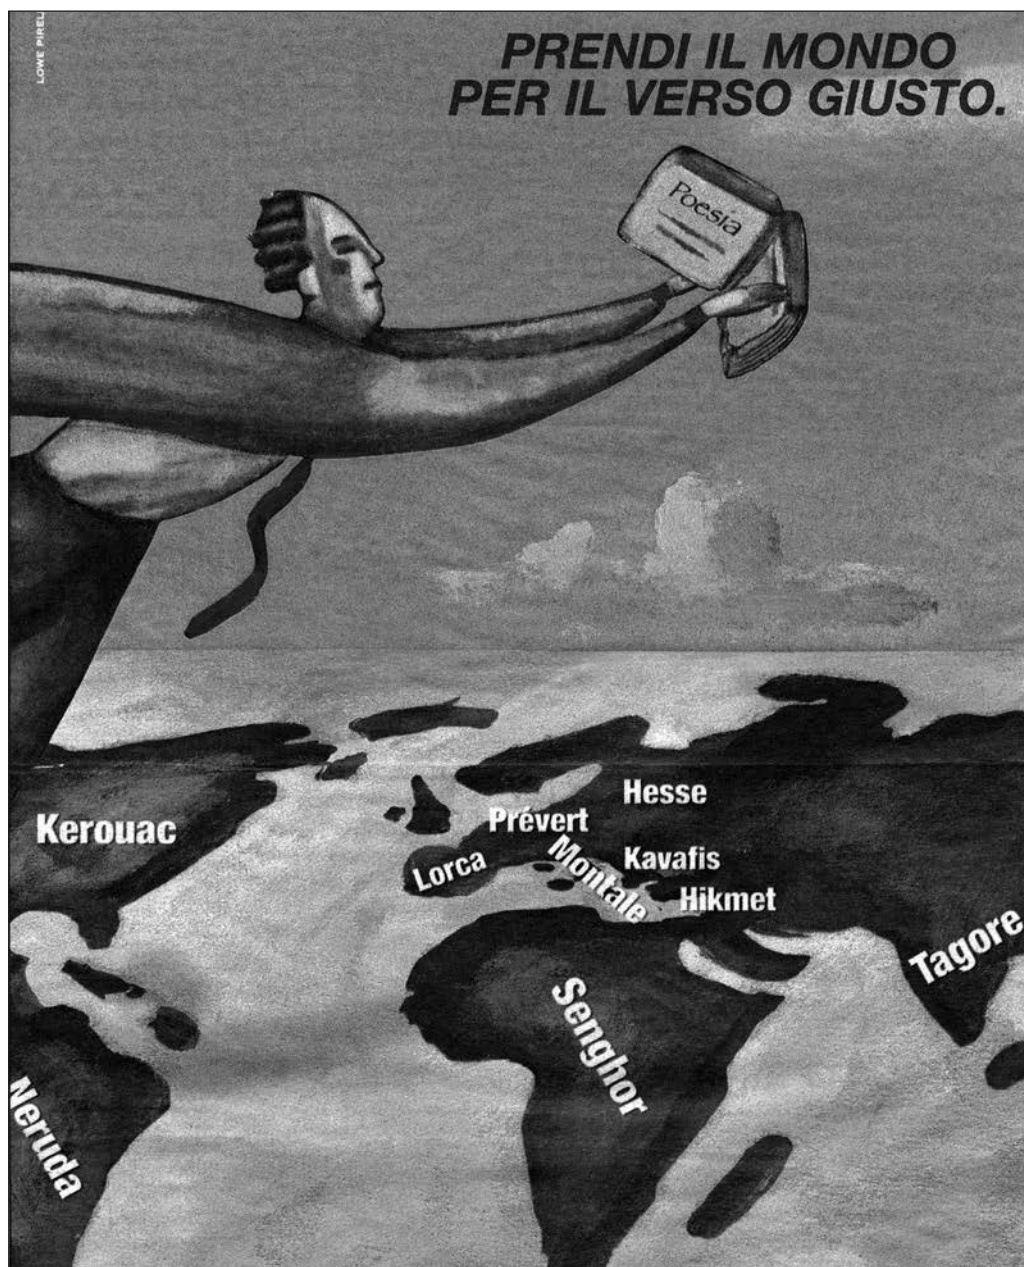 LOWE PIREL
PRENDI IL MONDO
PER IL VERSO GIUSTO.
Poesia
Hesse
Kerouac
Prévert
Lorca
Montale
Kavafis
Hikmet
Tagore
Senghor
Neruda